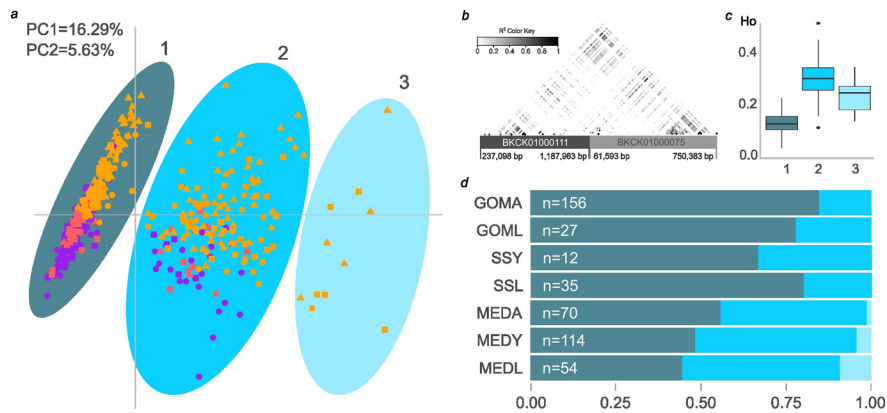 a
PC1=16.29%
PC2=5.63%
1
2
3
b
R² Color Key
0 0.2 0.4 0.6 0.8 1
BKCK01000111 BKCK01000075
237,098 bp 1,187,963 bp 61,593 bp 750,383 bp
c Ho
0.4
0.2
0.0
1 2 3
d
GOMA n=156
GOML n=27
SSY n=12
SSL n=35
MEDA n=70
MEDY n=114
MEDL n=54
0.00 0.25 0.50 0.75 1.00